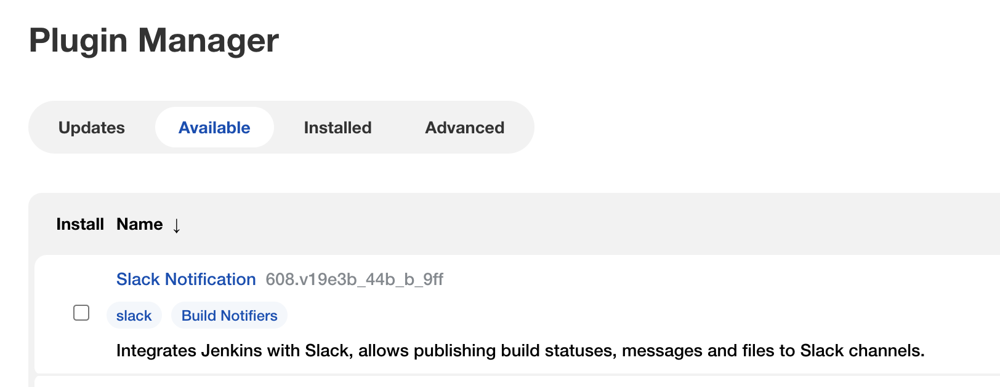 Plugin Manager
Updates Available Installed Advanced
Install Name ↓
Slack Notification 608.v19e3b_44b_b_9ff
slack Build Notifiers
Integrates Jenkins with Slack, allows publishing build statuses, messages and files to Slack channels.